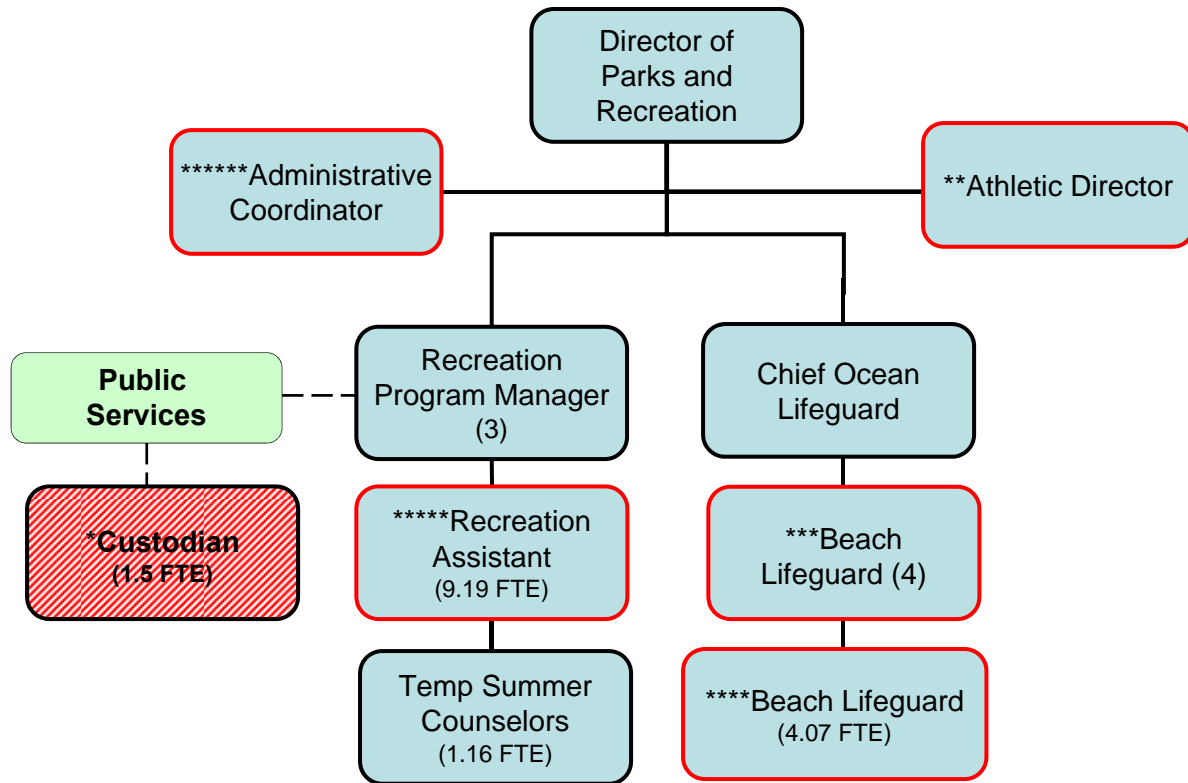 Director of
Parks and
Recreation
******Administrative
Coordinator
**Athletic Director
Public
Services
Recreation
Program Manager
(3)
Chief Ocean
Lifeguard
*Custodian
(1.5 FTE)
*****Recreation
Assistant
(9.19 FTE)
***Beach
Lifeguard (4)
Temp Summer
Counselors
(1.16 FTE)
****Beach Lifeguard
(4.07 FTE)